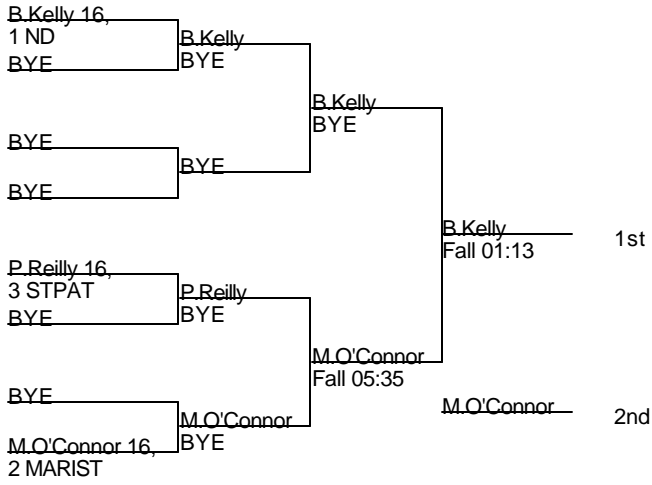 B.Kelly 16,
1 ND
BYE
B.Kelly
BYE
B.Kelly
BYE
BYE
BYE
BYE
B.Kelly
Fall 01:13
1st
P.Reilly 16,
3 STPAT
BYE
P.Reilly
BYE
M.O'Connor
Fall 05:35
BYE
M.O'Connor
BYE
M.O'Connor 16,
2 MARIST
M.O'Connor
2nd